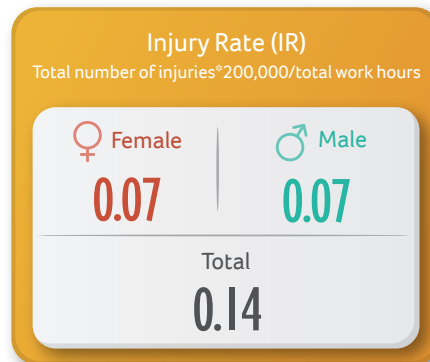 Injury Rate (IR)
Total number of injuries*200,000/total work hours
Female
Male
0.07
0.07
Total
0.14